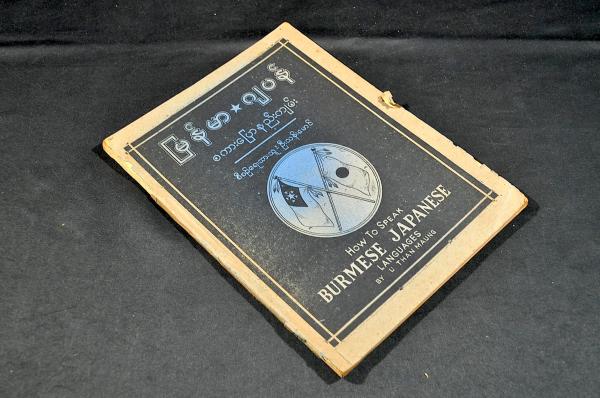 မြန်မာ ★ ဂျပန်
စကားပြောနည်းကျမ်း
HOW TO SPEAK
BURMESE JAPANESE
LANGUAGES
BY U THAN MAUNG